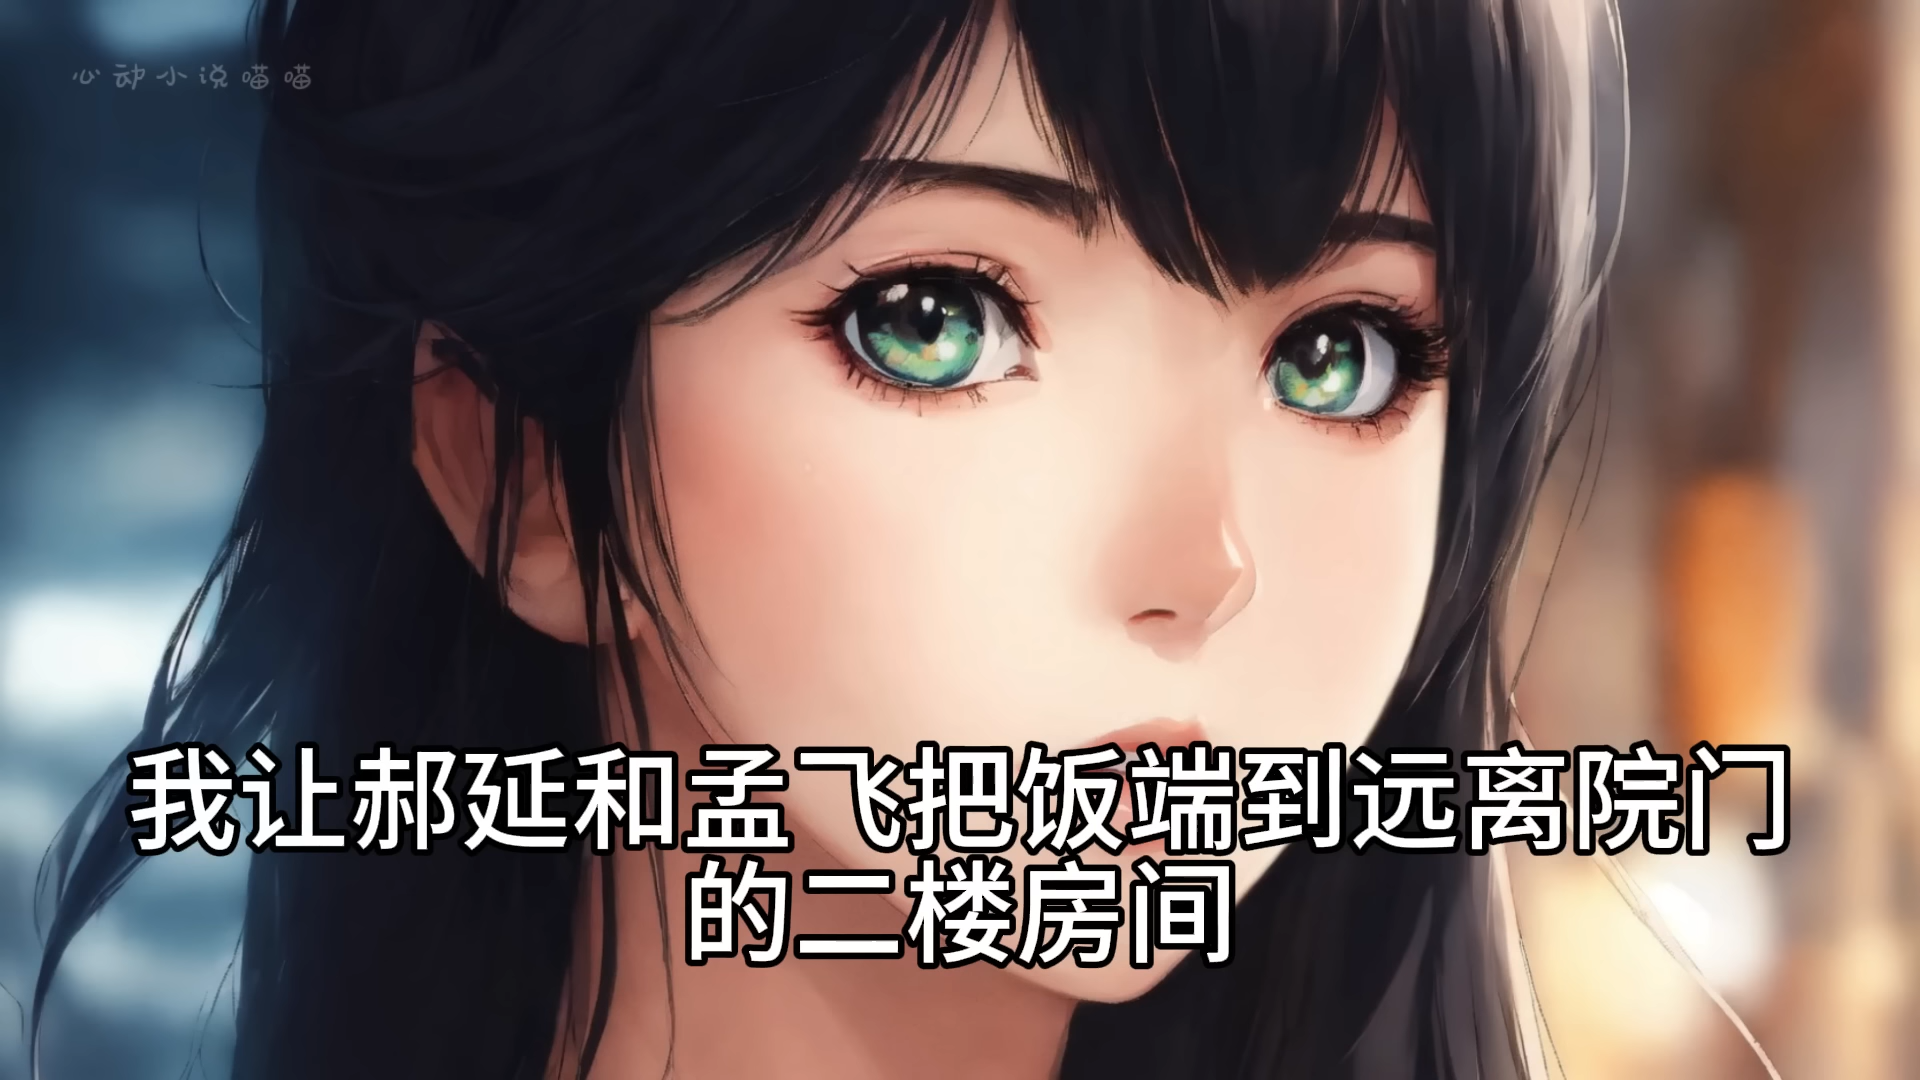 心动小说喵喵
我让郝延和孟飞把饭端到远离院门
的二楼房间